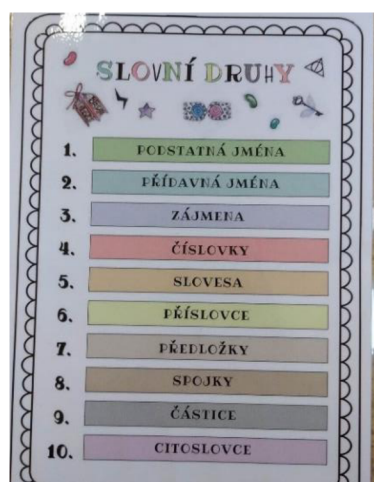 SLOVNÍ DRUHY
1. PODSTATNÁ JMÉNA
2. PŘÍDAVNÁ JMÉNA
3. ZÁJMENA
4. ČÍSLOVKY
5. SLOVESA
6. PŘÍSLOVCE
7. PŘEDLOŽKY
8. SPOJKY
9. ČÁSTICE
10. CITOSLOVCE